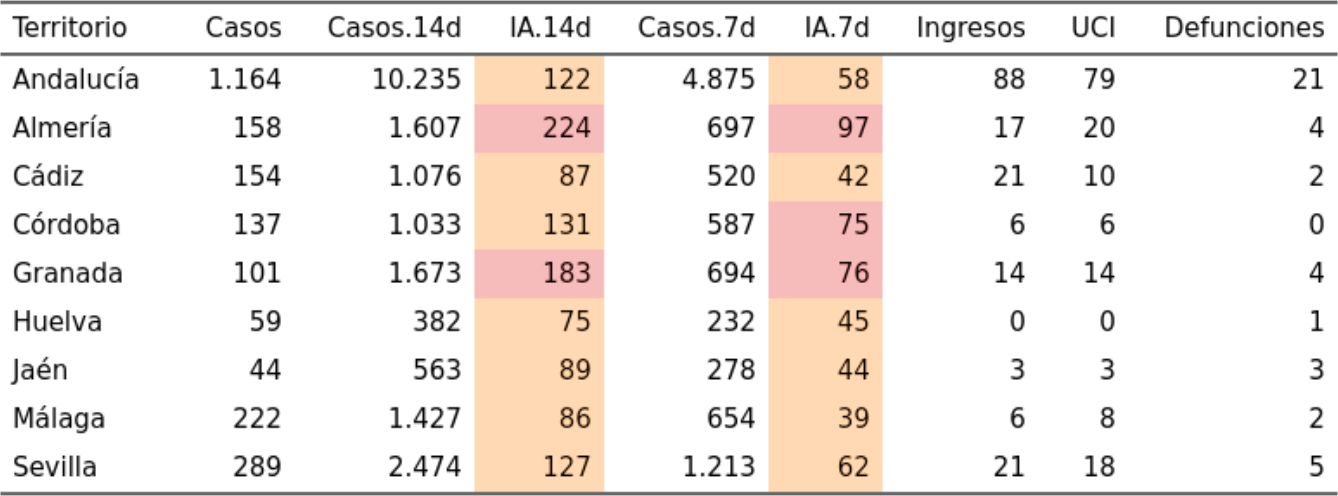 Territorio Casos Casos.14d IA.14d Casos.7d IA.7d Ingresos UCI Defunciones
Andalucía 1.164 10.235 122 4.875 58 88 79 21
Almería 158 1.607 224 697 97 17 20 4
Cádiz 154 1.076 87 520 42 21 10 2
Córdoba 137 1.033 131 587 75 6 6 0
Granada 101 1.673 183 694 76 14 14 4
Huelva 59 382 75 232 45 0 0 1
Jaén 44 563 89 278 44 3 3 3
Málaga 222 1.427 86 654 39 6 8 2
Sevilla 289 2.474 127 1.213 62 21 18 5